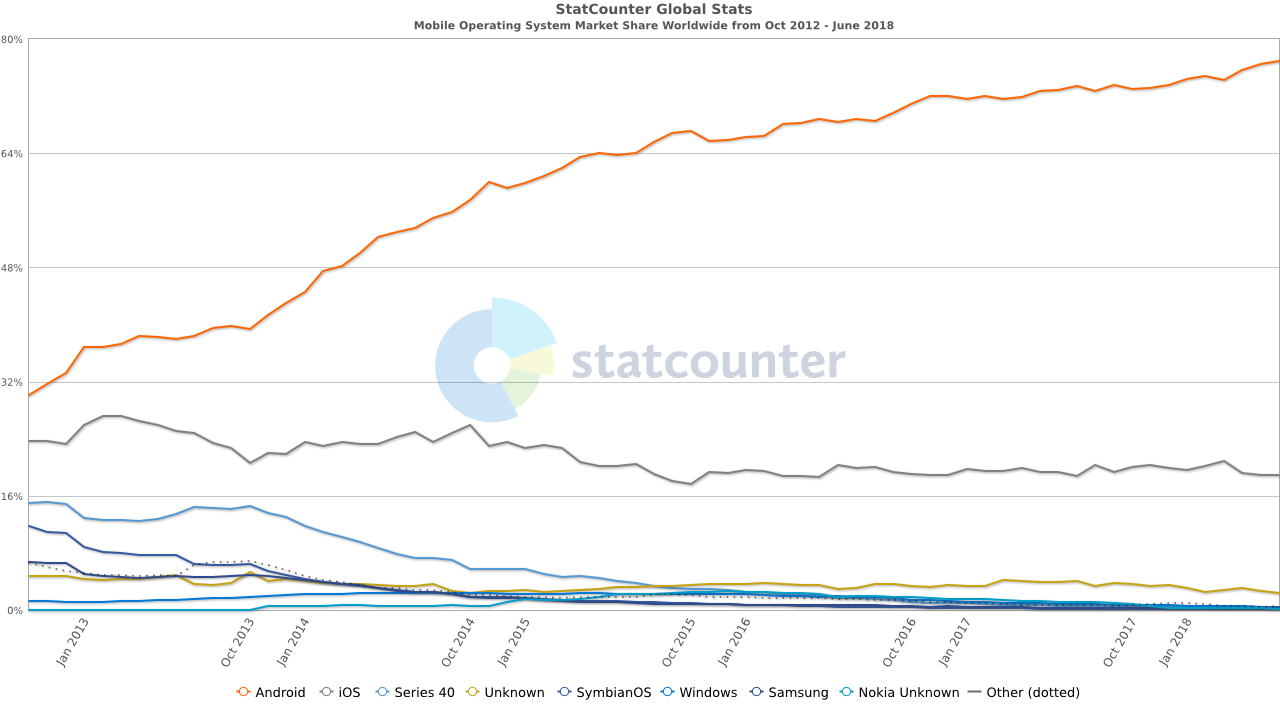 StatCounter Global Stats
Mobile Operating System Market Share Worldwide from Oct 2012 - June 2018
80%
64%
48%
32%
16%
0%
statcounter
Jan 2013
Oct 2013
Jan 2014
Oct 2014
Jan 2015
Oct 2015
Jan 2016
Oct 2016
Jan 2017
Oct 2017
Jan 2018
Android iOS Series 40 Unknown SymbianOS Windows Samsung Nokia Unknown Other (dotted)